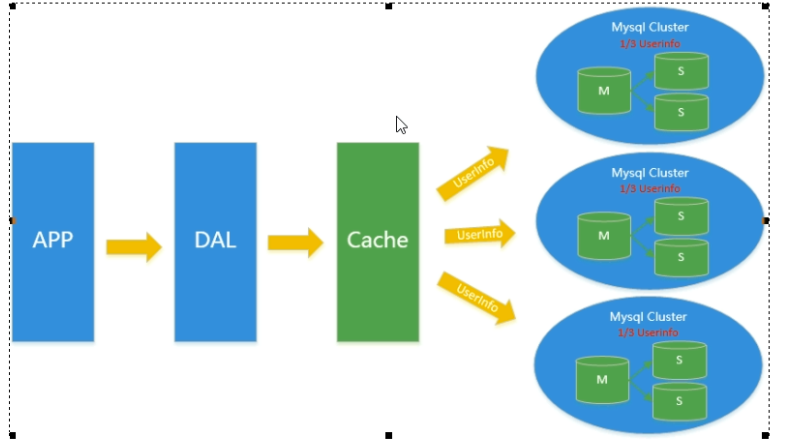 APP
DAL
Cache
UserInfo
UserInfo
UserInfo
Mysql Cluster
1/3 Userinfo
M
S
S
Mysql Cluster
1/3 Userinfo
M
S
S
Mysql Cluster
1/3 Userinfo
M
S
S